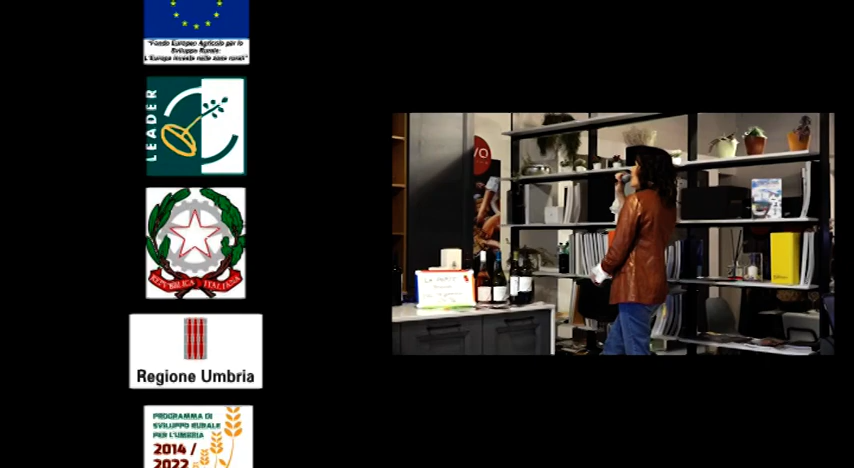 "Fondo Europeo Agricolo per lo
Sviluppo Rurale:
L'Europa investe nelle zone rurali"
LEADER
REPVBBLICA ITALIANA
Regione Umbria
PROGRAMMA DI
SVILUPPO RURALE
PER L'UMBRIA
2014 /
2022